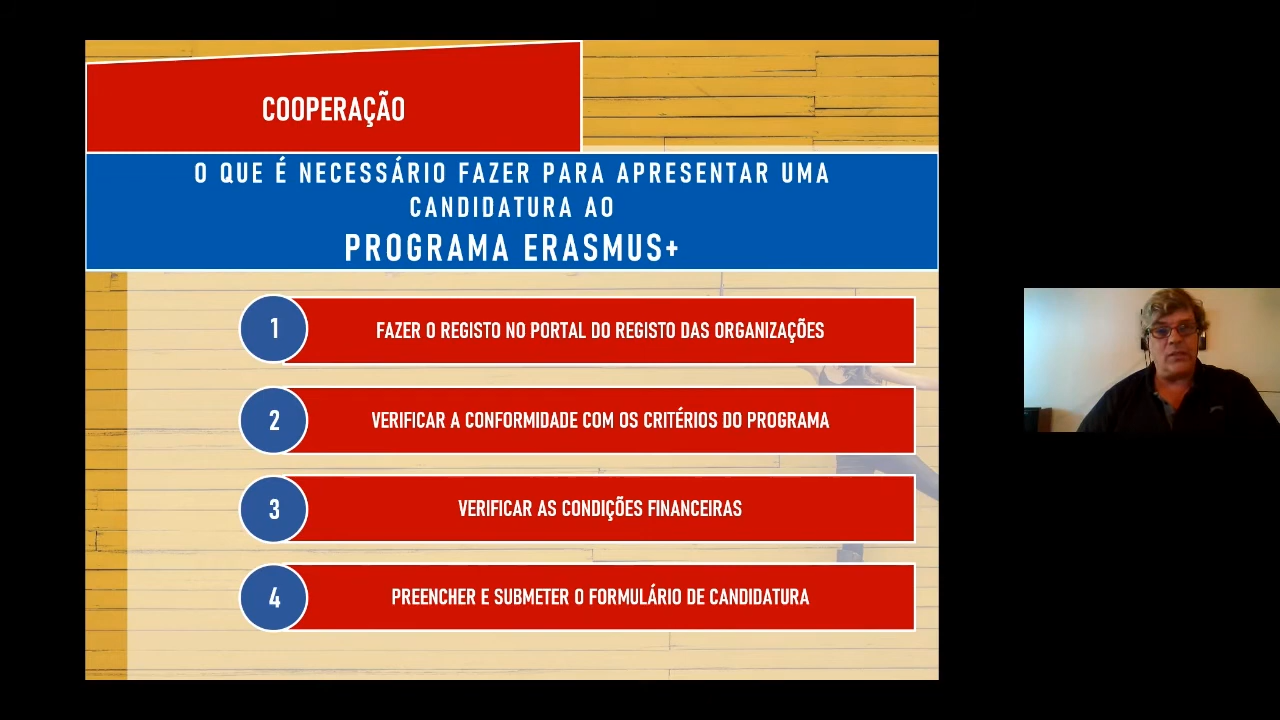 COOPERAÇÃO
O QUE É NECESSÁRIO FAZER PARA APRESENTAR UMA
CANDIDATURA AO
PROGRAMA ERASMUS+
1
FAZER O REGISTO NO PORTAL DO REGISTO DAS ORGANIZAÇÕES
2
VERIFICAR A CONFORMIDADE COM OS CRITÉRIOS DO PROGRAMA
3
VERIFICAR AS CONDIÇÕES FINANCEIRAS
4
PREENCHER E SUBMETER O FORMULÁRIO DE CANDIDATURA